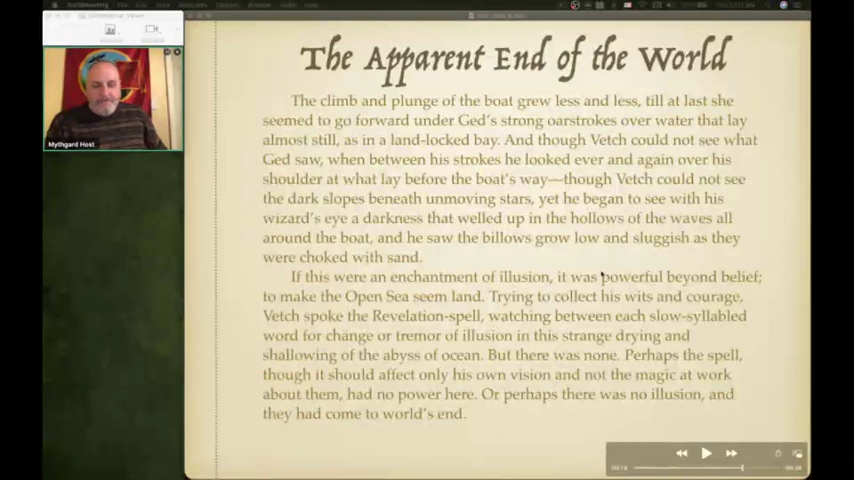 The Apparent End of the World
The climb and plunge of the boat grew less and less, till at last she
seemed to go forward under Ged's strong oarstrokes over water that lay
almost still, as in a land-locked bay. And though Vetch could not see what
Ged saw, when between his strokes he looked ever and again over his
shoulder at what lay before the boat's way—though Vetch could not see
the dark slopes beneath unmoving stars, yet he began to see with his
wizard's eye a darkness that welled up in the hollows of the waves all
around the boat, and he saw the billows grow low and sluggish as they
were choked with sand.
If this were an enchantment of illusion, it was powerful beyond belief;
to make the Open Sea seem land. Trying to collect his wits and courage,
Vetch spoke the Revelation-spell, watching between each slow-syllabled
word for change or tremor of illusion in this strange drying and
shallowing of the abyss of ocean. But there was none. Perhaps the spell,
though it should affect only his own vision and not the magic at work
about them, had no power here. Or perhaps there was no illusion, and
they had come to world's end.
Mythgard Host